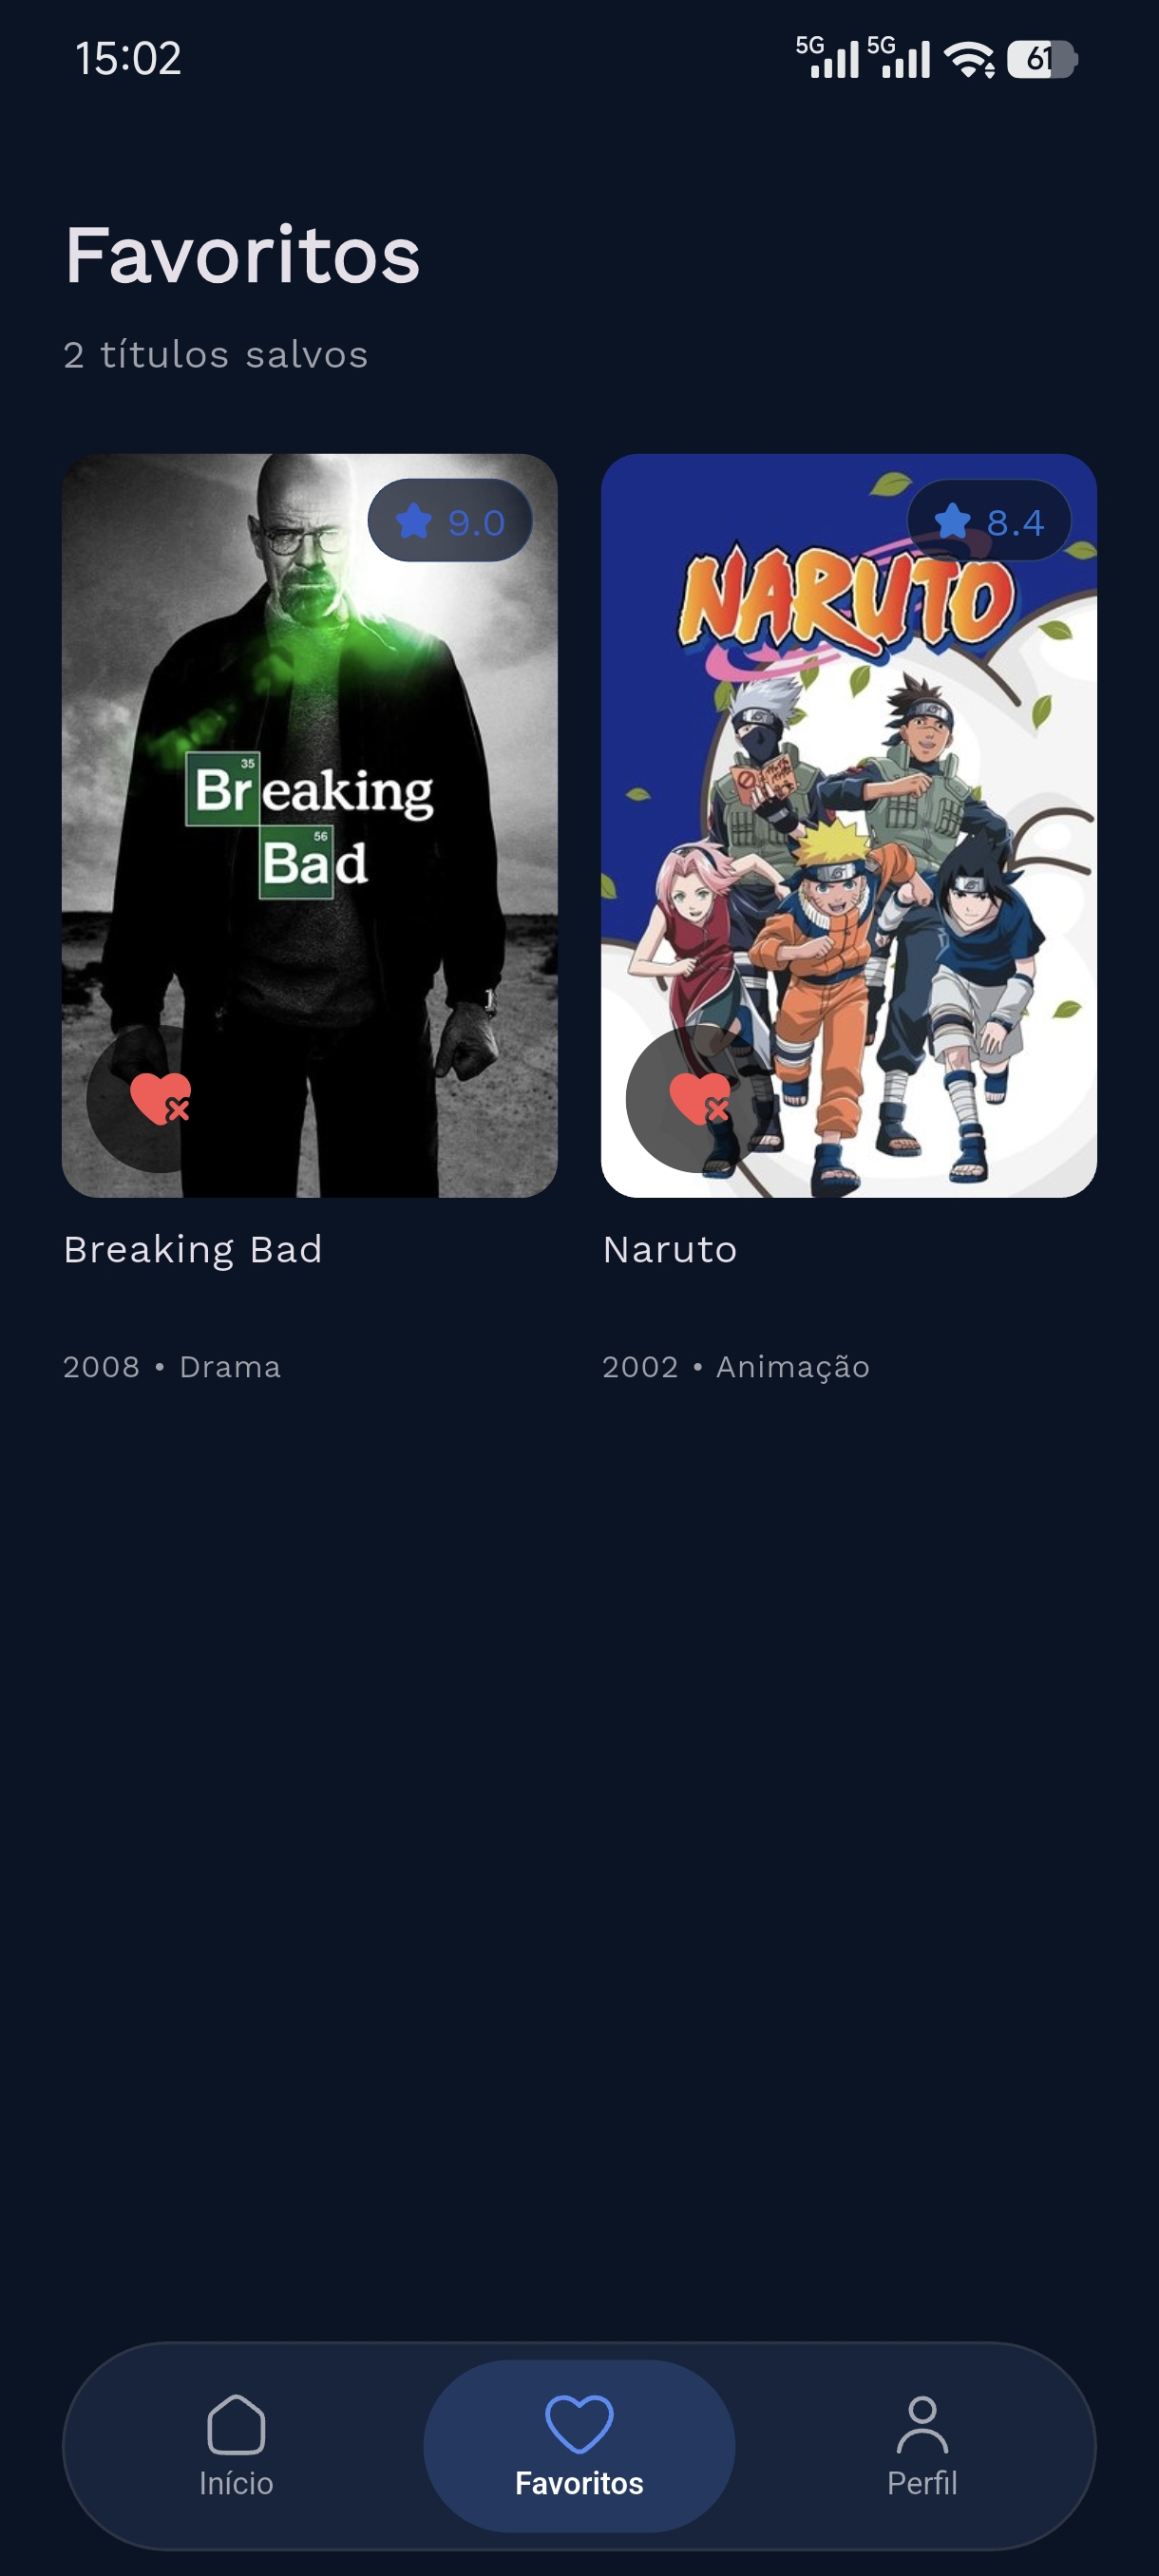 15:02
5G 5G 61
Favoritos
2 títulos salvos
9.0
35
Breaking
56
Bad
8.4
NARUTO
Breaking Bad
Naruto
2008 • Drama
2002 • Animação
Início
Favoritos
Perfil